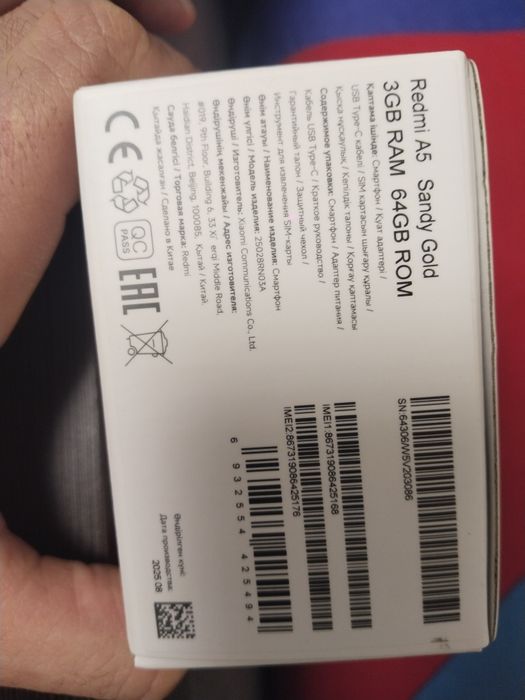 Redmi A5 Sandy Gold
3GB RAM 64GB ROM
Қаптама ішінде: Смартфон / Қуат адаптері /
USB Type-C кабелі / SIM картасын шығару құралы /
Қысқа нұсқаулық / Кепілдік талоны / Қорғау қаптамасы
Содержимое упаковки: Смартфон / Адаптер питания /
Кабель USB Type-C / Краткое руководство /
Гарантийный талон / Защитный чехол /
Инструмент для извлечения SIM-карты
Өнім атауы / Наименование изделия: Смартфон
Өнім үлгісі / Модель изделия: 25028RN03A
Өндіруші / Изготовитель: Xiaomi Communications Co., Ltd.
Өндірушінің мекенжайы / Адрес изготовителя:
#019, 9th Floor, Building 6, 33 Xi'erqi Middle Road,
Haidian District, Beijing, 100085, Қытай / Китай.
Сауда белгісі / Торговая марка: Redmi
Қытайда жасалған / Сделано в Китае
CE
QC
PASS
EAC
SN:64306/W5V203086
IMEI1:867319086425168
IMEI2:867319086425176
6 932554 425494
Өндірілген күні:
Дата производства:
2025.08